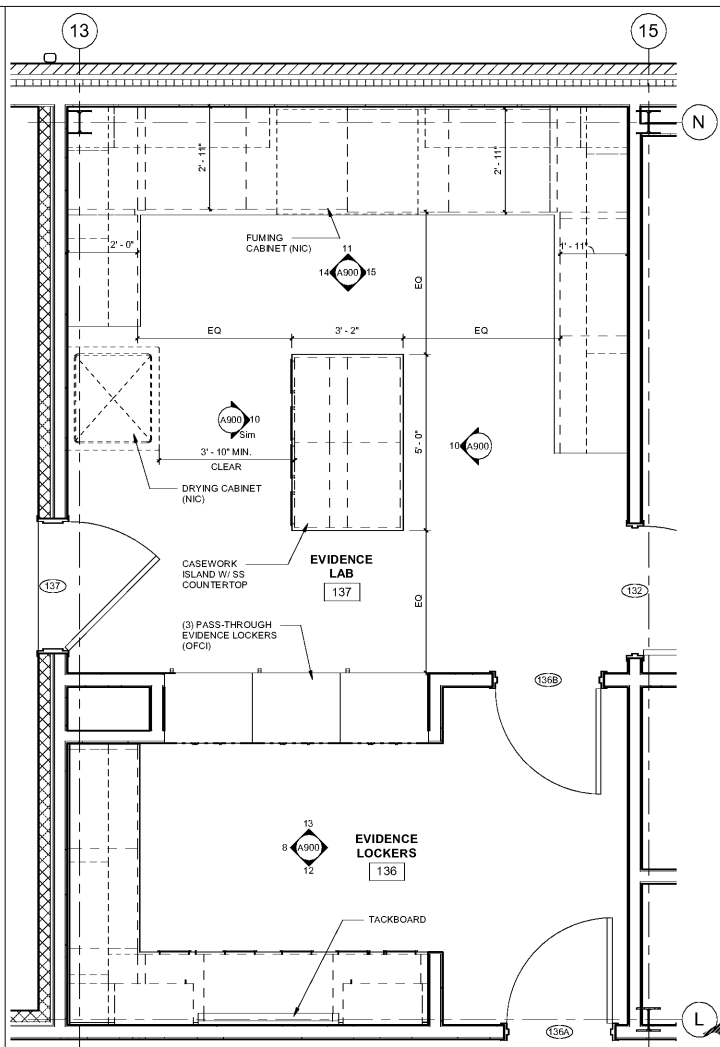 13
15
N
2' - 11"
2' - 11"
FUMING
CABINET (NIC)
2' - 0"
1' - 11"
11
14 A900 15
EQ
EQ
3' - 2"
EQ
A900 10
Sim
10 A900
5' - 0"
3' - 10" MIN.
CLEAR
DRYING CABINET
(NIC)
CASEWORK
ISLAND W/ SS
COUNTERTOP
EVIDENCE
LAB
137
137
132
EQ
(3) PASS-THROUGH
EVIDENCE LOCKERS
(OFCI)
136B
13
8 A900
12
EVIDENCE
LOCKERS
136
TACKBOARD
136A
L